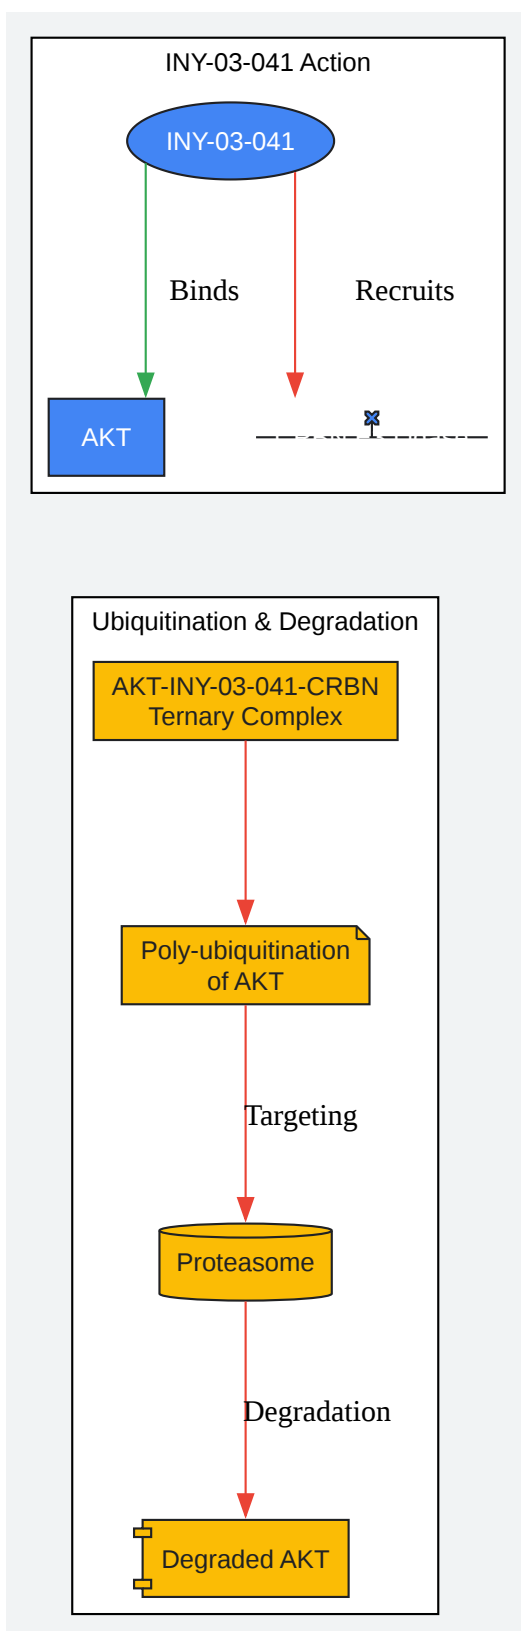 INY-03-041 Action
INY-03-041
Binds
Recruits
AKT
Ubiquitination & Degradation
AKT-INY-03-041-CRBN
Ternary Complex
Poly-ubiquitination
of AKT
Targeting
Proteasome
Degradation
Degraded AKT